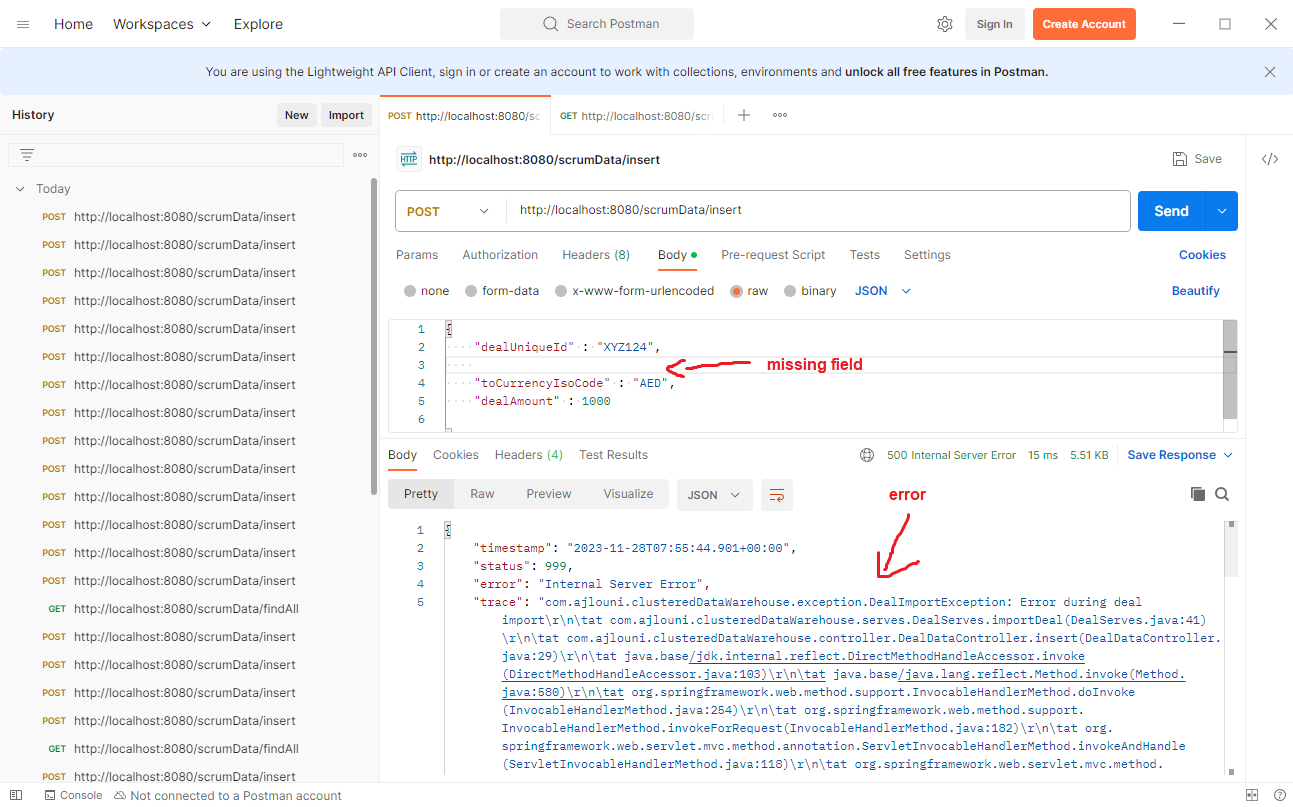 Home Workspaces Explore Search Postman Sign In Create Account
You are using the Lightweight API Client, sign in or create an account to work with collections, environments and unlock all free features in Postman.
History New Import
Today
POST http://localhost:8080/scrumData/insert
POST http://localhost:8080/scrumData/insert
POST http://localhost:8080/scrumData/insert
POST http://localhost:8080/scrumData/insert
POST http://localhost:8080/scrumData/insert
POST http://localhost:8080/scrumData/insert
POST http://localhost:8080/scrumData/insert
POST http://localhost:8080/scrumData/insert
POST http://localhost:8080/scrumData/insert
POST http://localhost:8080/scrumData/insert
POST http://localhost:8080/scrumData/insert
POST http://localhost:8080/scrumData/insert
POST http://localhost:8080/scrumData/insert
POST http://localhost:8080/scrumData/insert
GET http://localhost:8080/scrumData/findAll
POST http://localhost:8080/scrumData/insert
POST http://localhost:8080/scrumData/insert
POST http://localhost:8080/scrumData/insert
POST http://localhost:8080/scrumData/insert
GET http://localhost:8080/scrumData/findAll
POST http://localhost:8080/scrumData/insert
POST http://localhost:8080/sc GET http://localhost:8080/scr
HTTP http://localhost:8080/scrumData/insert Save
POST http://localhost:8080/scrumData/insert Send
Params Authorization Headers (8) Body Pre-request Script Tests Settings Cookies
none form-data x-www-form-urlencoded raw binary JSON Beautify
1 {
2 "dealUniqueId" : "XYZ124",
3
missing field
4 "toCurrencyIsoCode" : "AED",
5 "dealAmount" : 1000
6
Body Cookies Headers (4) Test Results 500 Internal Server Error 15 ms 5.51 KB Save Response
Pretty Raw Preview Visualize JSON
error
1 {
2 "timestamp": "2023-11-28T07:55:44.901+00:00",
3 "status": 999,
4 "error": "Internal Server Error",
5 "trace": "com.ajlouni.clusteredDataWarehouse.exception.DealImportException: Error during deal
import\r\n\tat com.ajlouni.clusteredDataWarehouse.serves.DealServes.importDeal(DealServes.java:41)
\r\n\tat com.ajlouni.clusteredDataWarehouse.controller.DealDataController.insert(DealDataController.
java:29)\r\n\tat java.base/jdk.internal.reflect.DirectMethodHandleAccessor.invoke
(DirectMethodHandleAccessor.java:103)\r\n\tat java.base/java.lang.reflect.Method.invoke(Method.
java:580)\r\n\tat org.springframework.web.method.support.InvocableHandlerMethod.doInvoke
(InvocableHandlerMethod.java:254)\r\n\tat org.springframework.web.method.support.
InvocableHandlerMethod.invokeForRequest(InvocableHandlerMethod.java:182)\r\n\tat org.
springframework.web.servlet.mvc.method.annotation.ServletInvocableHandlerMethod.invokeAndHandle
(ServletInvocableHandlerMethod.java:118)\r\n\tat org.springframework.web.servlet.mvc.method.
Console Not connected to a Postman account